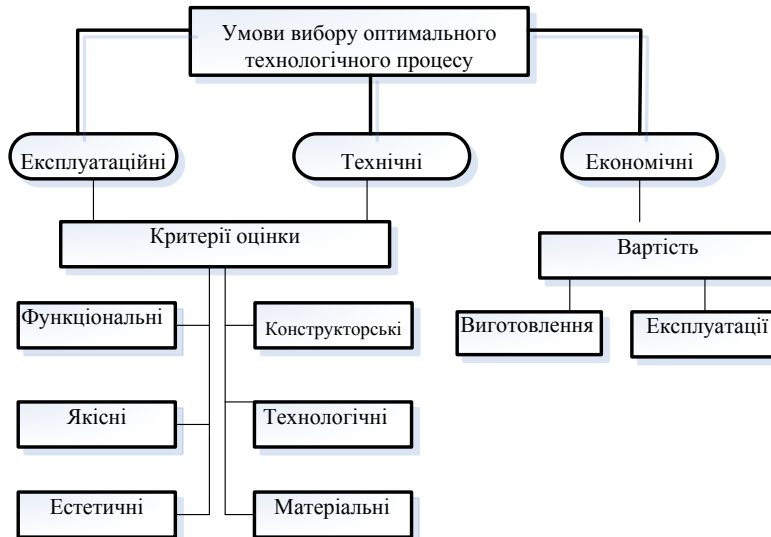 Умови вибору оптимального
технологічного процесу
Експлуатаційні
Технічні
Економічні
Критерії оцінки
Вартість
Функціональні
Конструкторські
Виготовлення
Експлуатації
Якісні
Технологічні
Естетичні
Матеріальні